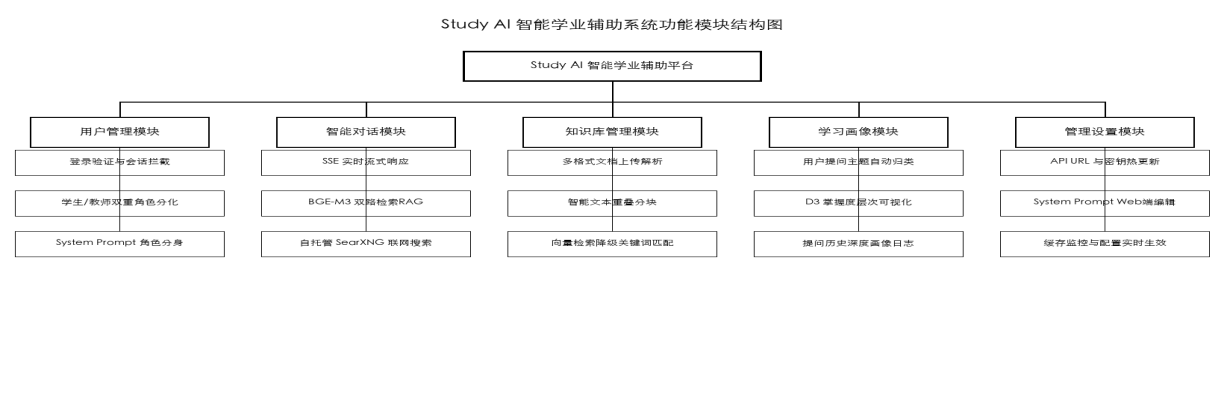 Study AI 智能学业辅助系统功能模块结构图
Study AI 智能学业辅助平台
用户管理模块
智能对话模块
知识库管理模块
学习画像模块
管理设置模块
登录验证与会话拦截
SSE 实时流式响应
多格式文档上传解析
用户提问主题自动归类
API URL 与密钥热更新
学生/教师双重角色分化
BGE-M3 双路检索RAG
智能文本重叠分块
D3 掌握度层次可视化
System Prompt Web端编辑
System Prompt 角色分身
自托管 SearXNG 联网搜索
向量检索降级关键词匹配
提问历史深度画像日志
缓存监控与配置实时生效